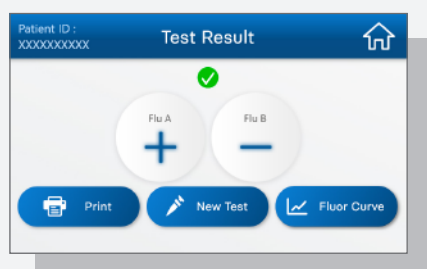 Patient ID :
XXXXXXXXXX
Test Result
Flu A
Flu B
+
−
Print
New Test
Fluor Curve